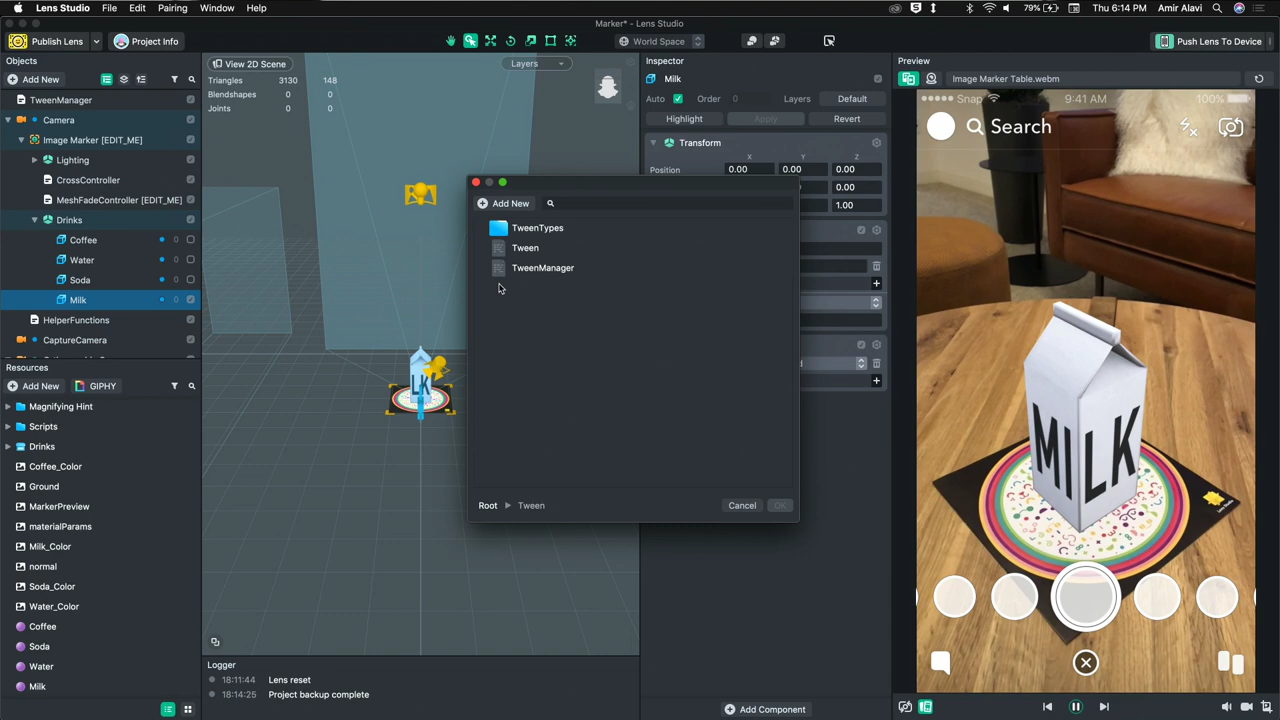 Lens Studio File Edit Pairing Window Help 79% Thu 6:14 PM Amir Alavi
Marker* - Lens Studio
Publish Lens Project Info World Space Push Lens To Device
Objects
Add New
TweenManager
Camera
Image Marker [EDIT_ME]
Lighting
CrossController
MeshFadeController [EDIT_ME]
Drinks
Coffee 0
Water 0
Soda 0
Milk 0
HelperFunctions
CaptureCamera
Resources
Add New GIPHY
Magnifying Hint
Scripts
Drinks
Coffee_Color
Ground
MarkerPreview
materialParams
Milk_Color
normal
Soda_Color
Water_Color
Coffee
Soda
Water
Milk
View 2D Scene Layers
Triangles 3130 148
Blendshapes 0 0
Joints 0 0
LK
Add New
TweenTypes
Tween
TweenManager
Root Tween Cancel OK
Logger
18:11:44 Lens reset
18:14:25 Project backup complete
Inspector
Milk
Auto Order 0 Layers Default
Highlight Apply Revert
Transform
X Y Z
Position 0.00 0.00 0.00
0.00
1.00
d
Add Component
Preview
Image Marker Table.webm
Snap 9:41 AM 100%
Search
MILK